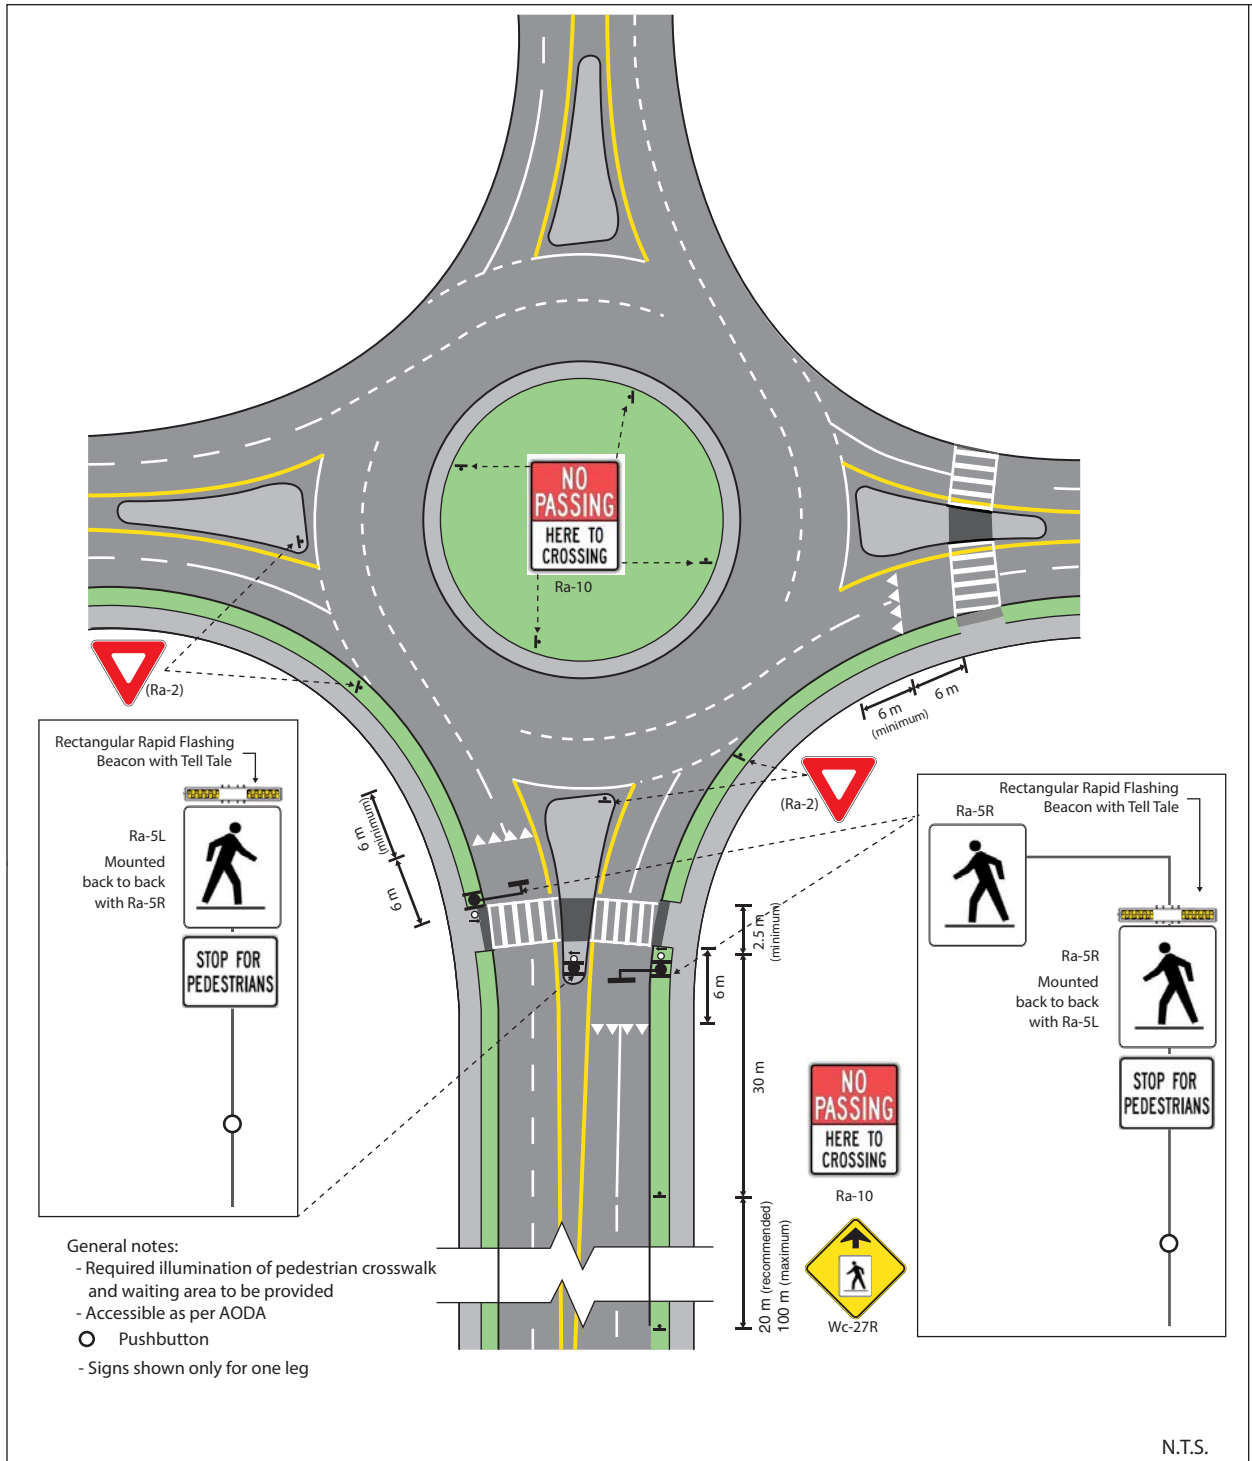 NO
PASSING
HERE TO
CROSSING
Ra-10
(Ra-2)
6 m
(minimum)
6 m
Rectangular Rapid Flashing
Beacon with Tell Tale
Ra-5L
Mounted
back to back
with Ra-5R
STOP FOR
PEDESTRIANS
6 m
(minimum)
6 m
(Ra-2)
Rectangular Rapid Flashing
Beacon with Tell Tale
Ra-5R
Ra-5R
Mounted
back to back
with Ra-5L
STOP FOR
PEDESTRIANS
2.5 m
(minimum)
6 m
30 m
NO
PASSING
HERE TO
CROSSING
Ra-10
20 m (recommended)
100 m (maximum)
Wc-27R
General notes:
- Required illumination of pedestrian crosswalk
and waiting area to be provided
- Accessible as per AODA
Pushbutton
- Signs shown only for one leg
N.T.S.